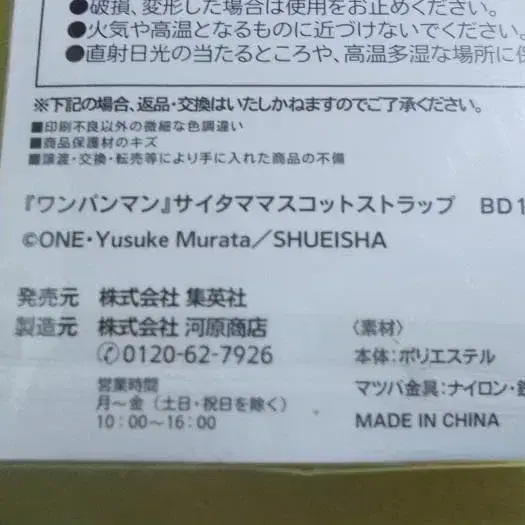 ●破損、変形した場合は使用をお止めください。
●火気や高温となるものに近づけないでください。
●直射日光の当たるところや、高温多湿な場所に保
※下記の場合、返品・交換はいたしかねますのでご了承ください。
■印刷不良以外の微細な色調違い
■商品保護材のキズ
■譲渡・交換・転売等により手に入れた商品の不備
『ワンパンマン』サイタママスコットストラップ BD1
©ONE・Yusuke Murata／SHUEISHA
発売元 株式会社 集英社
製造元 株式会社 河原商店
✆0120-62-7926
営業時間
月〜金（土日・祝日を除く）
10：00〜16：00
〈素材〉
本体：ポリエステル
マツバ金具：ナイロン・鉄
MADE IN CHINA